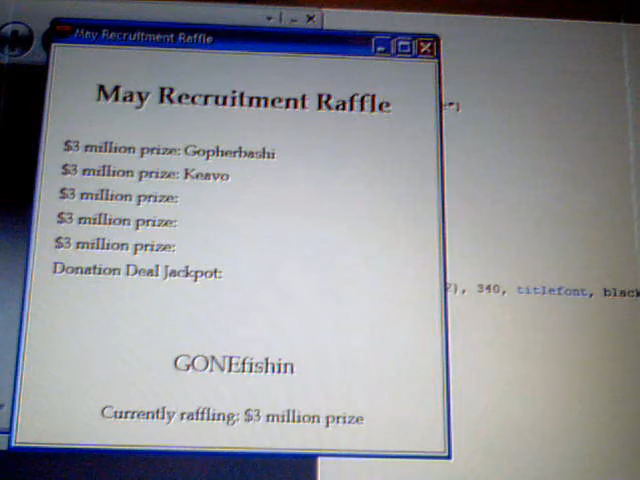 May Recruitment Raffle
May Recruitment Raffle
$3 million prize: Gopherbashi
$3 million prize: Keavo
$3 million prize:
$3 million prize:
$3 million prize:
Donation Deal Jackpot:
GONEfishin
Currently raffling: $3 million prize
), 340, titlefont, black